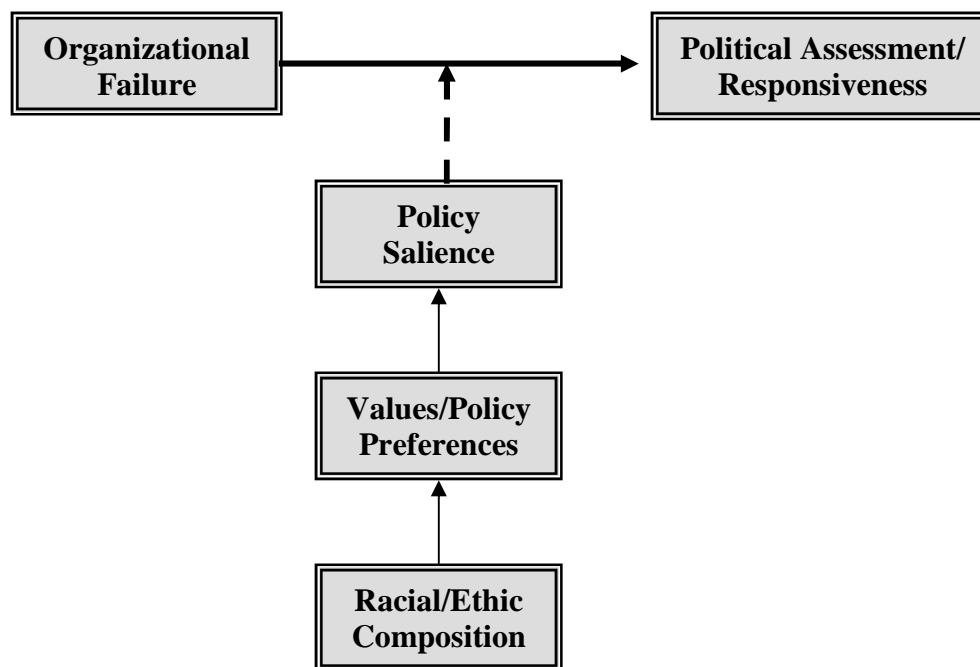 Organizational
Failure
Political Assessment/
Responsiveness
Policy
Salience
Values/Policy
Preferences
Racial/Ethic
Composition